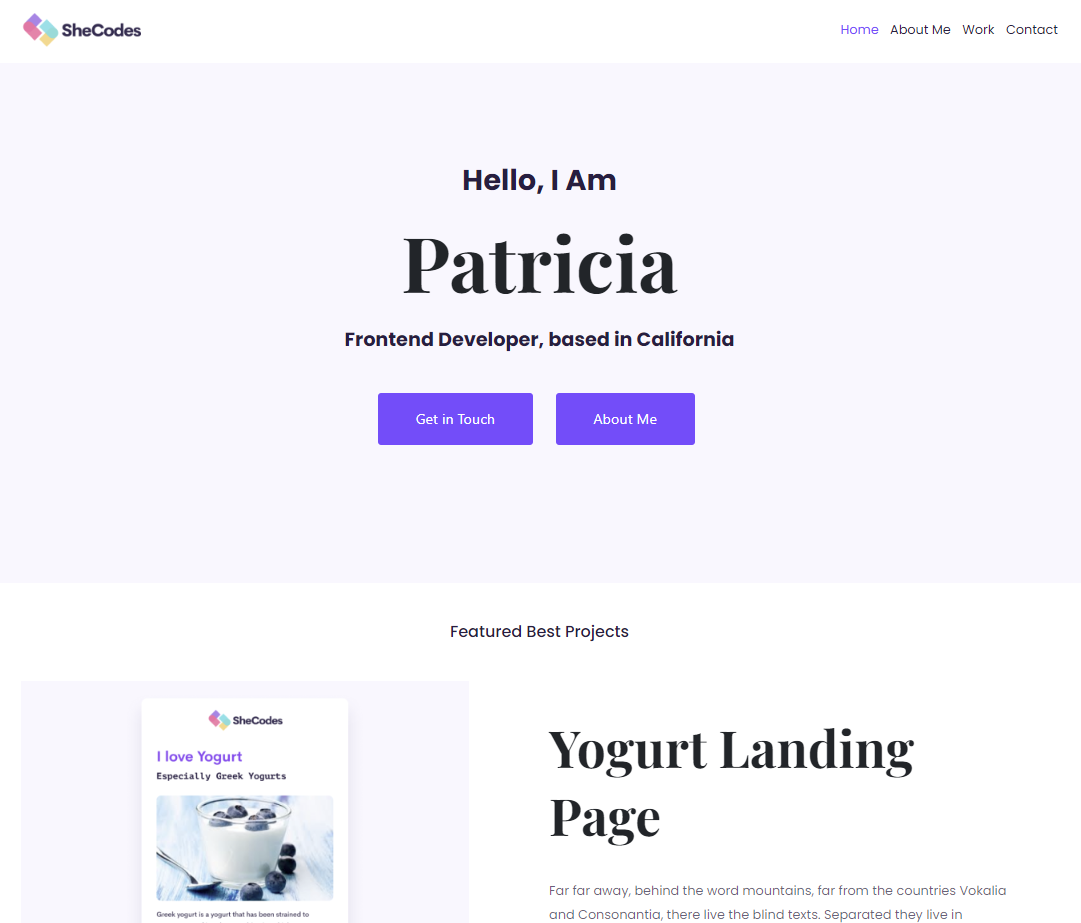 SheCodes
Home About Me Work Contact
Hello, I Am
Patricia
Frontend Developer, based in California
Get in Touch
About Me
Featured Best Projects
SheCodes
I love Yogurt
Especially Greek Yogurts
Greek yogurt is a yogurt that has been strained to
Yogurt Landing
Page
Far far away, behind the word mountains, far from the countries Vokalia
and Consonantia, there live the blind texts. Separated they live in